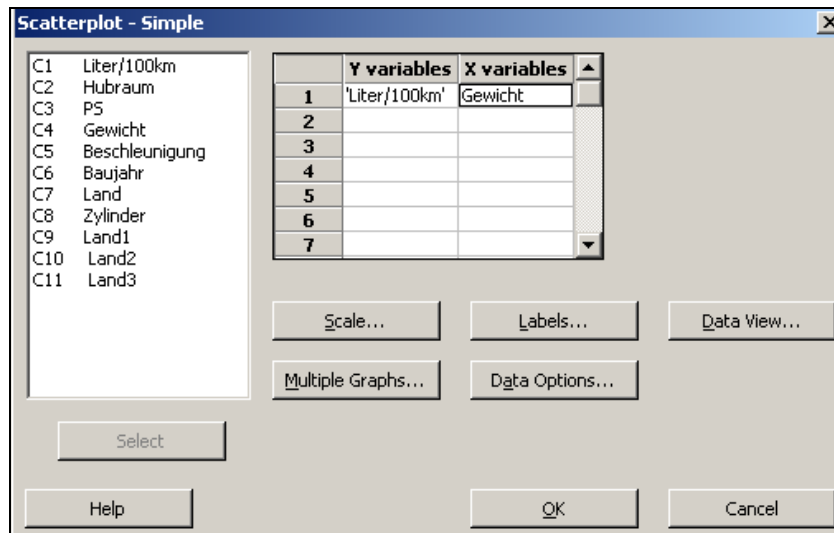 Scatterplot - Simple
C1 Liter/100km
C2 Hubraum
C3 PS
C4 Gewicht
C5 Beschleunigung
C6 Baujahr
C7 Land
C8 Zylinder
C9 Land1
C10 Land2
C11 Land3
Y variables X variables
1 'Liter/100km' Gewicht
2
3
4
5
6
7
Scale... Labels... Data View...
Multiple Graphs... Data Options...
Select
Help OK Cancel